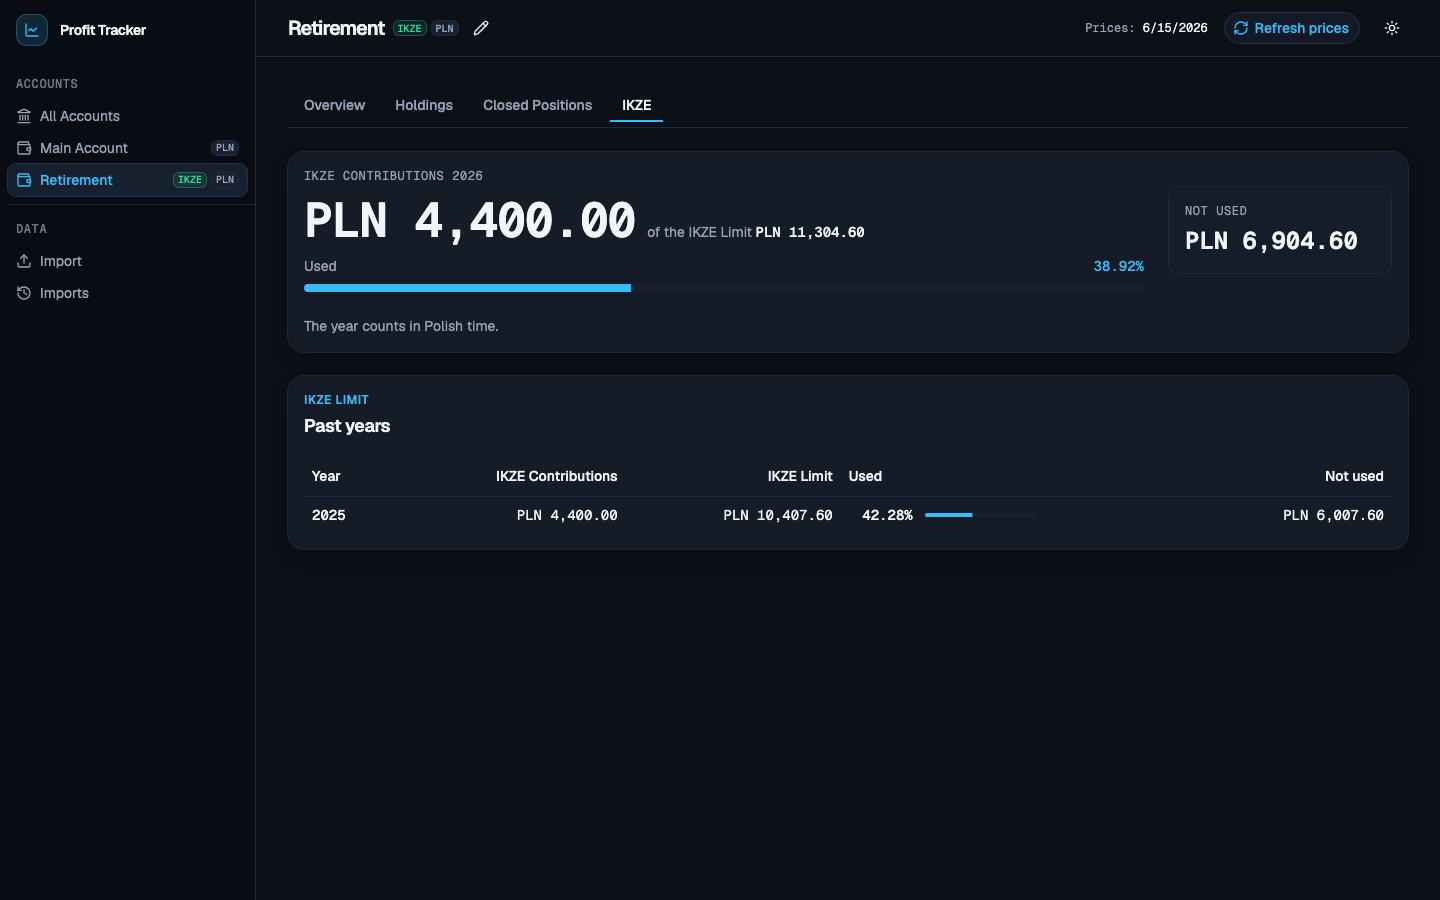 Profit Tracker
Retirement IKZE PLN
Prices: 6/15/2026
Refresh prices
ACCOUNTS
All Accounts
Main Account PLN
Retirement IKZE PLN
DATA
Import
Imports
Overview Holdings Closed Positions IKZE
IKZE CONTRIBUTIONS 2026
PLN 4,400.00 of the IKZE Limit PLN 11,304.60
Used 38.92%
The year counts in Polish time.
NOT USED
PLN 6,904.60
IKZE LIMIT
Past years
Year IKZE Contributions IKZE Limit Used Not used
2025 PLN 4,400.00 PLN 10,407.60 42.28% PLN 6,007.60